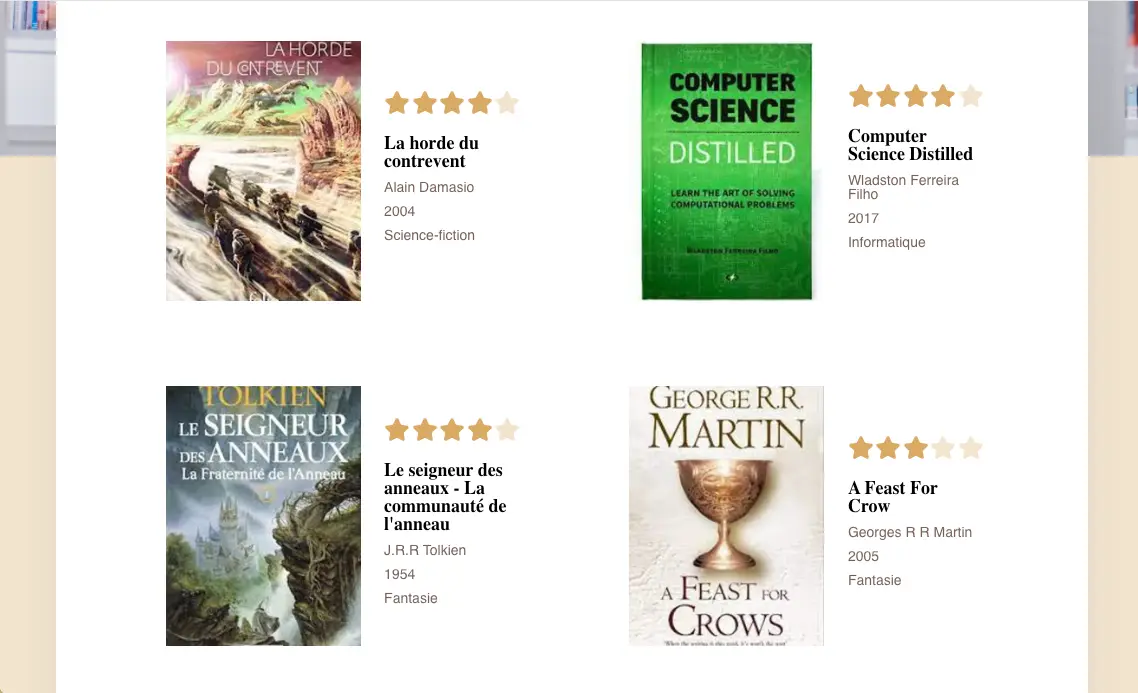 LA HORDE
DU CONTREVENT
La horde du
contrevent
Alain Damasio
2004
Science-fiction
COMPUTER
SCIENCE
DISTILLED
LEARN THE ART OF SOLVING
COMPUTATIONAL PROBLEMS
WLADSTON FERREIRA FILHO
Computer
Science Distilled
Wladston Ferreira
Filho
2017
Informatique
TOLKIEN
LE SEIGNEUR
DES ANNEAUX
La Fraternité de l'Anneau
Le seigneur des
anneaux - La
communauté de
l'anneau
J.R.R Tolkien
1954
Fantasie
GEORGE R.R.
MARTIN
A FEAST FOR
CROWS
A Feast For
Crow
Georges R R Martin
2005
Fantasie